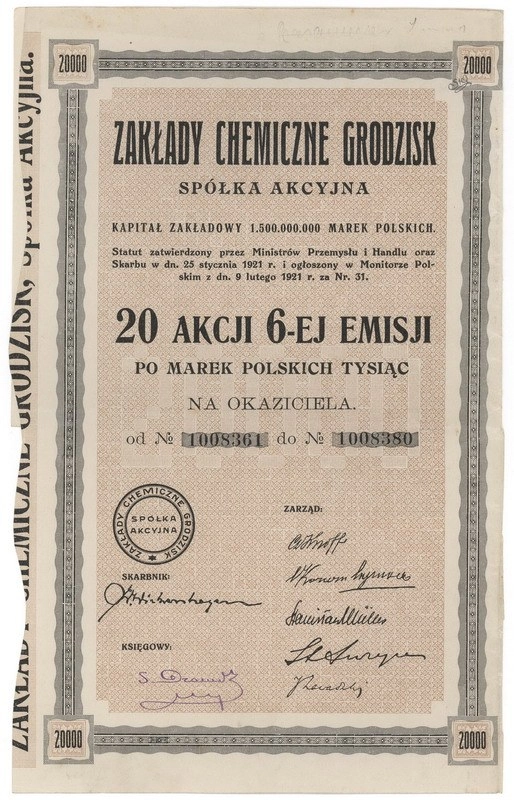 20000
20000
ZAKŁADY CHEMICZNE GRODZISK
SPÓŁKA AKCYJNA
KAPITAŁ ZAKŁADOWY 1.500.000.000 MAREK POLSKICH.
Statut zatwierdzony przez Ministrów Przemysłu i Handlu oraz
Skarbu w dn. 25 stycznia 1921 r. i ogłoszony w Monitorze Pol-
skim z dn. 9 lutego 1921 r. za Nr. 31.
20 AKCJI 6-EJ EMISJI
PO MAREK POLSKICH TYSIĄC
NA OKAZICIELA.
od № 1008361 do № 1008380
ZAKŁADY CHEMICZNE GRODZISK
SPÓŁKA
AKCYJNA
ZARZĄD:
SKARBNIK:
KSIĘGOWY:
20000
20000
ZAKŁADY CHEMICZNE GRODZISK, Spółka Akcyjna.